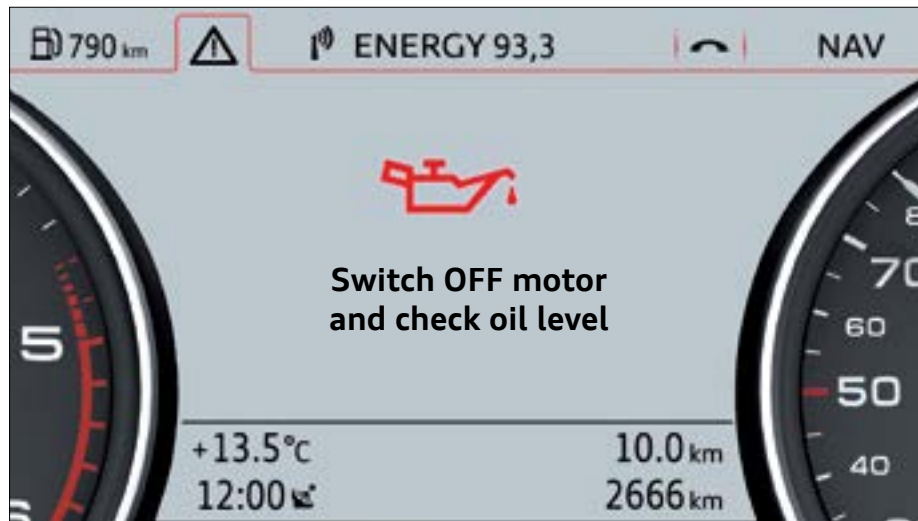 790 km ENERGY 93,3 NAV
Switch OFF motor
and check oil level
+13.5°C 10.0 km
12:00 2666 km
5
70
60
50
40